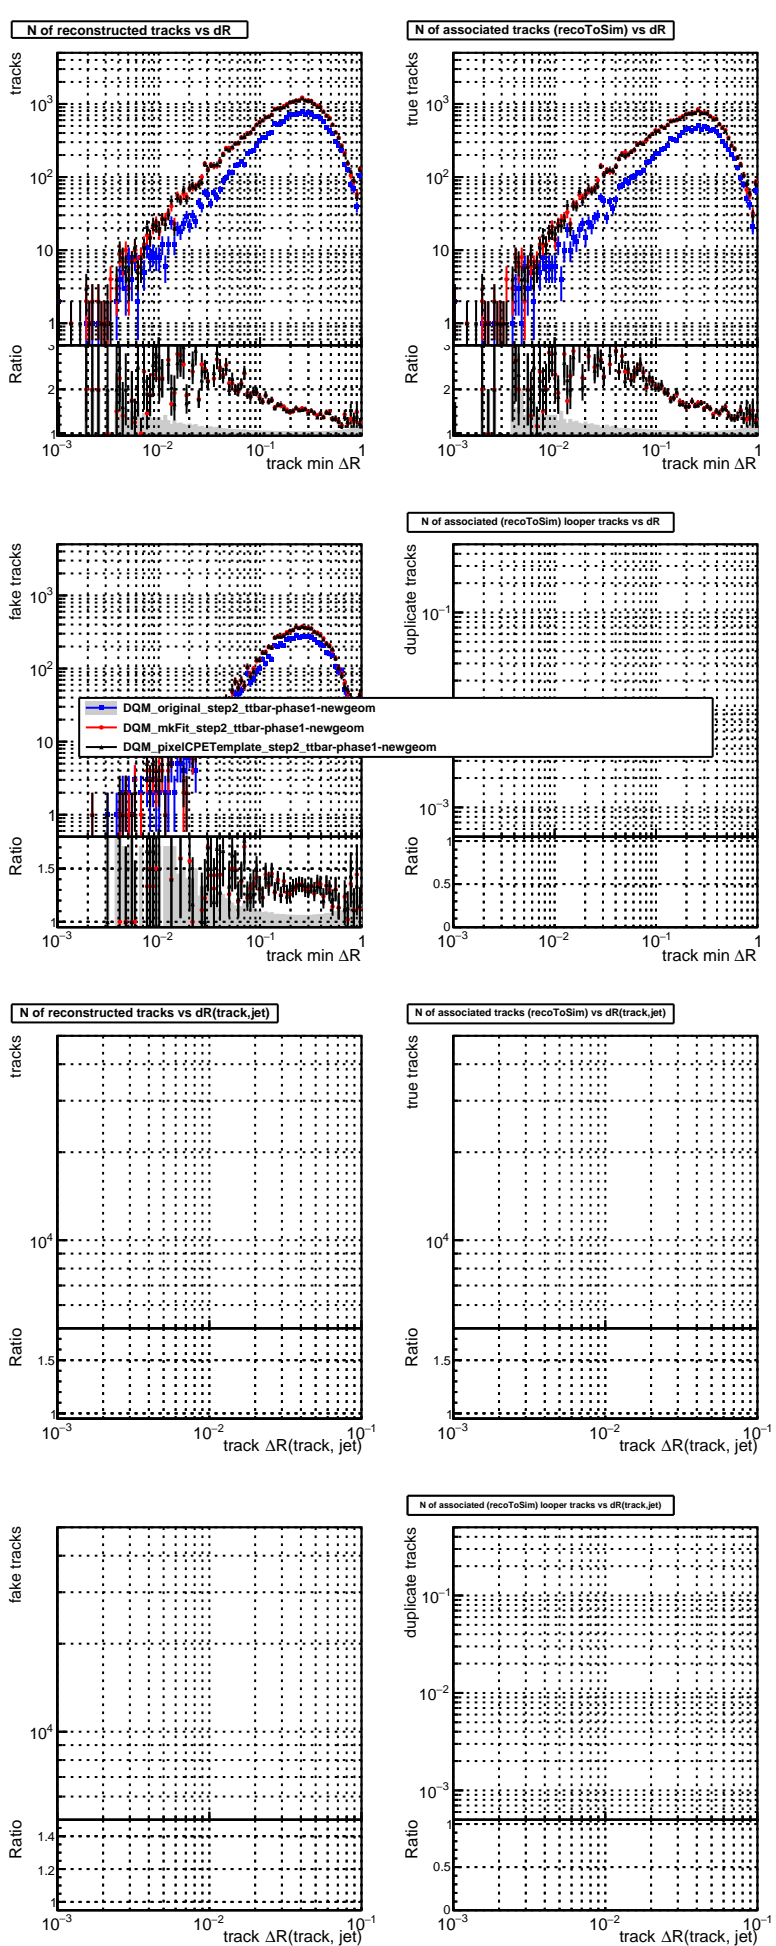 N of reconstructed tracks vs dR
tracks
10³
10²
10
1
Ratio
3
2
1
10⁻³ 10⁻² 10⁻¹ 1
track min ΔR
N of associated tracks (recoToSim) vs dR
true tracks
10³
10²
10
1
Ratio
3
2
1
10⁻³ 10⁻² 10⁻¹ 1
track min ΔR
fake tracks
10³
10²
10
1
Ratio
1.5
1
10⁻³ 10⁻² 10⁻¹ 1
track min ΔR
N of associated (recoToSim) looper tracks vs dR
duplicate tracks
10⁻¹
10⁻³
Ratio
1
0.5
0
10⁻³ 10⁻² 10⁻¹ 1
track min ΔR
DQM_original_step2_ttbar-phase1-newgeom
DQM_mkFit_step2_ttbar-phase1-newgeom
DQM_pixelCPETemplate_step2_ttbar-phase1-newgeom
N of reconstructed tracks vs dR(track,jet)
tracks
10⁴
Ratio
1.5
1
10⁻³ 10⁻² 10⁻¹
track ΔR(track, jet)
N of associated tracks (recoToSim) vs dR(track,jet)
true tracks
10⁴
Ratio
1.5
1
10⁻³ 10⁻² 10⁻¹
track ΔR(track, jet)
fake tracks
10⁴
Ratio
1.4
1.2
1
10⁻³ 10⁻² 10⁻¹
track ΔR(track, jet)
N of associated (recoToSim) looper tracks vs dR(track,jet)
duplicate tracks
10⁻¹
10⁻²
10⁻³
Ratio
1
0.5
0
10⁻³ 10⁻² 10⁻¹
track ΔR(track, jet)